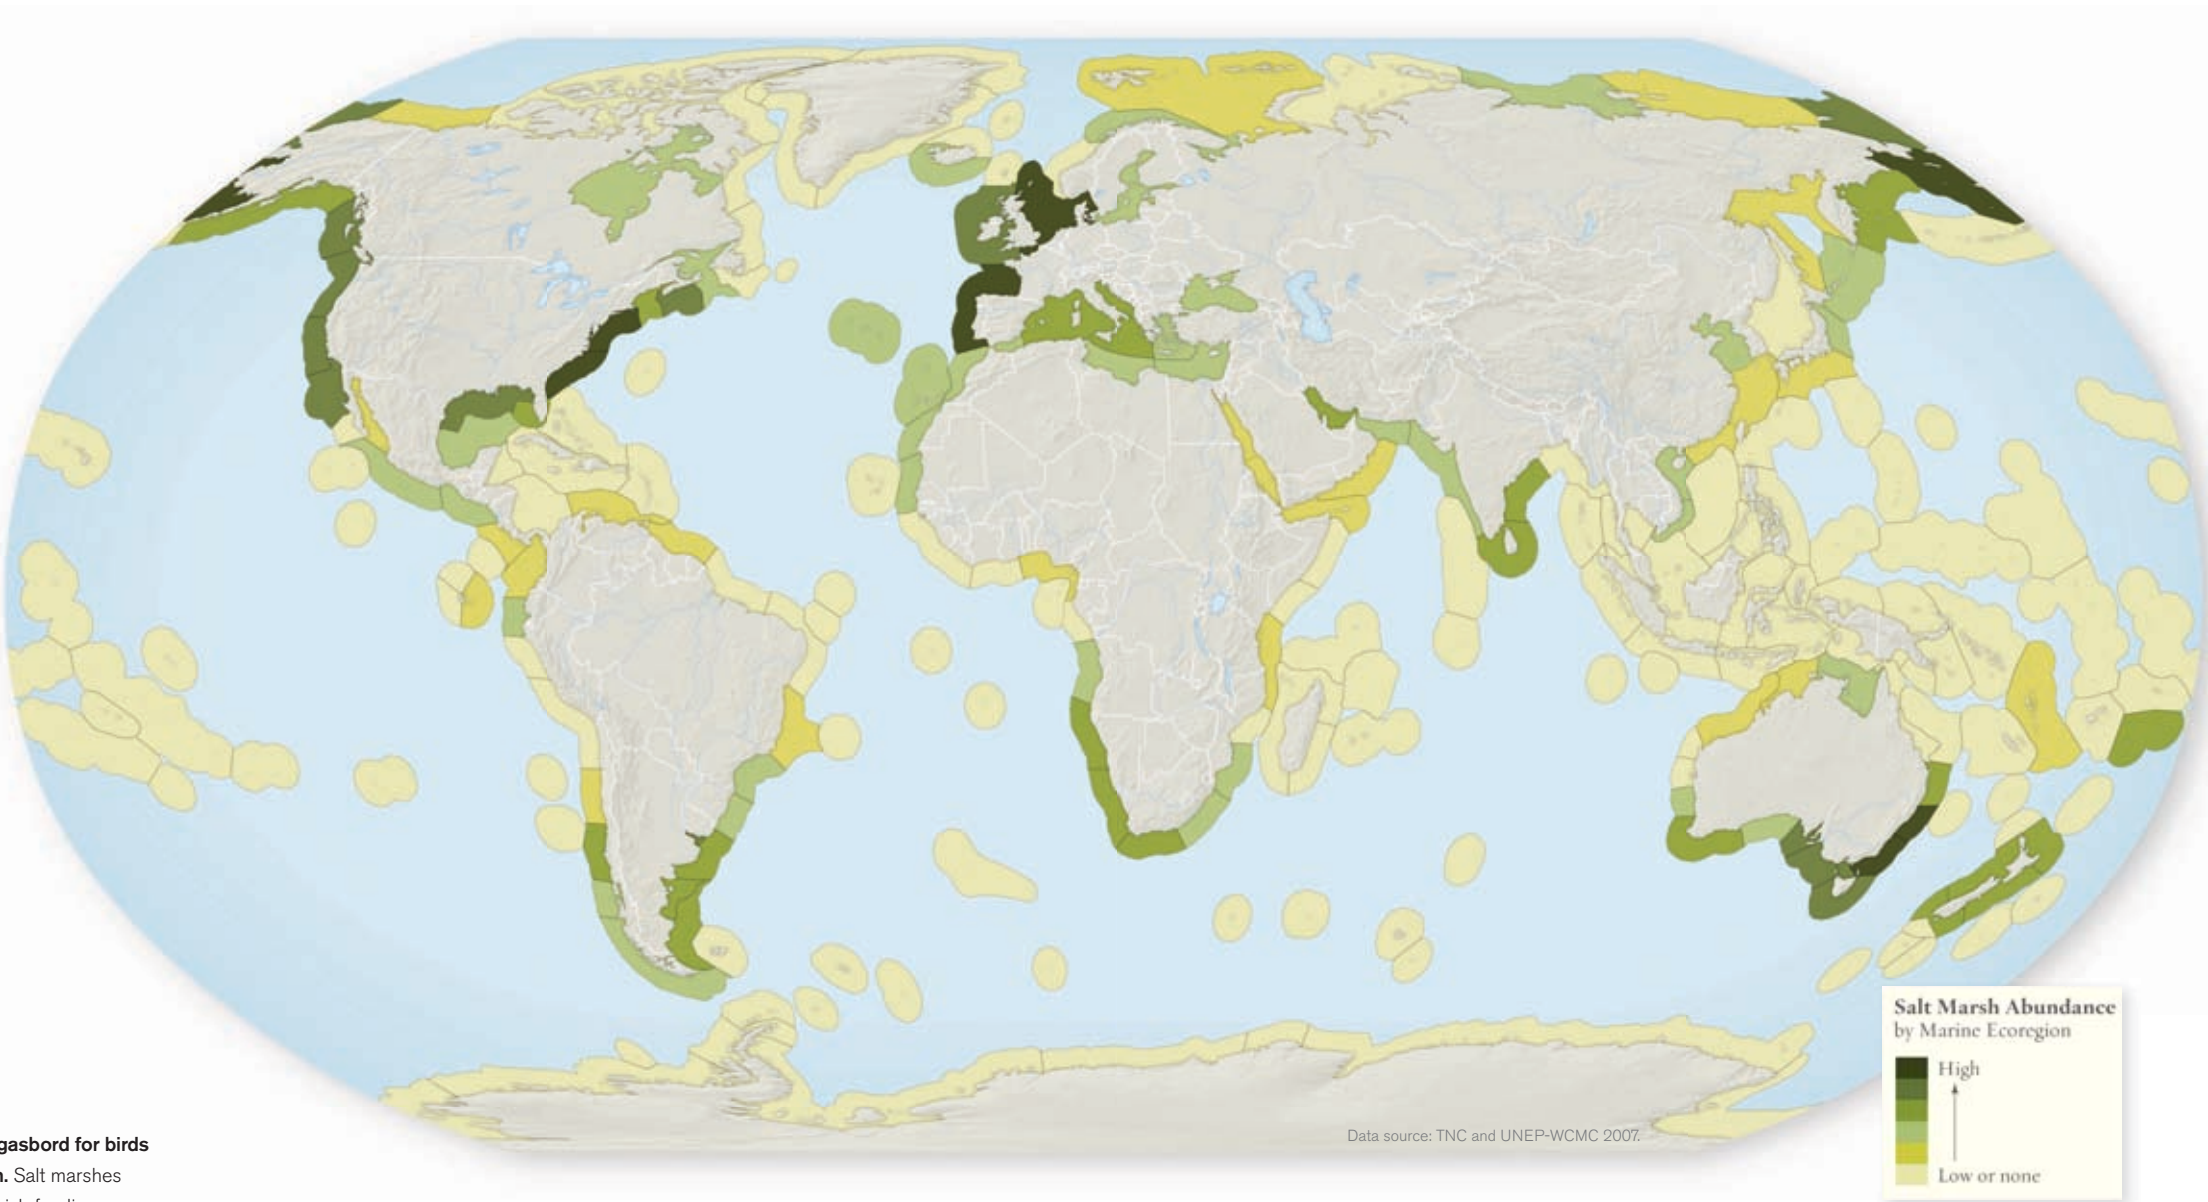 Salt Marsh Abundance
by Marine Ecoregion
High
Low or none
Data source: TNC and UNEP-WCMC 2007.
gasbord for birds
Salt marshes